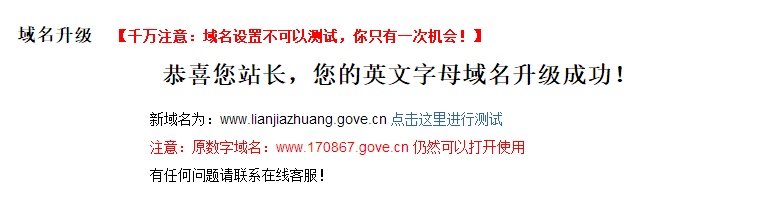 域名升级 【千万注意：域名设置不可以测试，你只有一次机会！】
恭喜您站长，您的英文字母域名升级成功！
新域名为：www.lianjiazhuang.gove.cn 点击这里进行测试
注意：原数字域名：www.170867.gove.cn 仍然可以打开使用
有任何问题请联系在线客服！